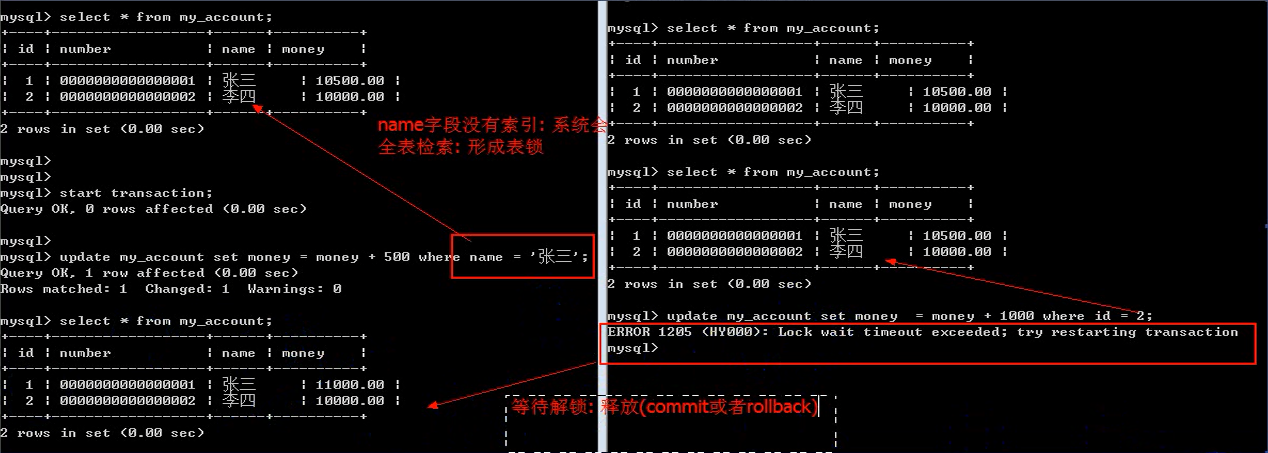 mysql> select * from my_account;
+----+------------------+------+----------+
| id | number           | name | money    |
+----+------------------+------+----------+
|  1 | 0000000000000001 | 张三     | 10500.00 |
|  2 | 0000000000000002 | 李四     | 10000.00 |
+----+------------------+------+----------+
2 rows in set (0.00 sec)
mysql>
mysql>
mysql> start transaction;
Query OK, 0 rows affected (0.00 sec)
mysql>
mysql> update my_account set money = money + 500 where name = '张三';
Query OK, 1 row affected (0.00 sec)
Rows matched: 1  Changed: 1  Warnings: 0
mysql> select * from my_account;
+----+------------------+------+----------+
| id | number           | name | money    |
+----+------------------+------+----------+
|  1 | 0000000000000001 | 张三     | 11000.00 |
|  2 | 0000000000000002 | 李四     | 10000.00 |
+----+------------------+------+----------+
2 rows in set (0.00 sec)
name字段没有索引: 系统会
全表检索: 形成表锁
mysql> select * from my_account;
+----+------------------+------+----------+
| id | number           | name | money    |
+----+------------------+------+----------+
|  1 | 0000000000000001 | 张三     | 10500.00 |
|  2 | 0000000000000002 | 李四     | 10000.00 |
+----+------------------+------+----------+
2 rows in set (0.00 sec)
mysql> select * from my_account;
+----+------------------+------+----------+
| id | number           | name | money    |
+----+------------------+------+----------+
|  1 | 0000000000000001 | 张三     | 10500.00 |
|  2 | 0000000000000002 | 李四     | 10000.00 |
+----+------------------+------+----------+
2 rows in set (0.00 sec)
mysql> update my_account set money  = money + 1000 where id = 2;
ERROR 1205 (HY000): Lock wait timeout exceeded; try restarting transaction
mysql>
等待解锁: 释放(commit或者rollback)